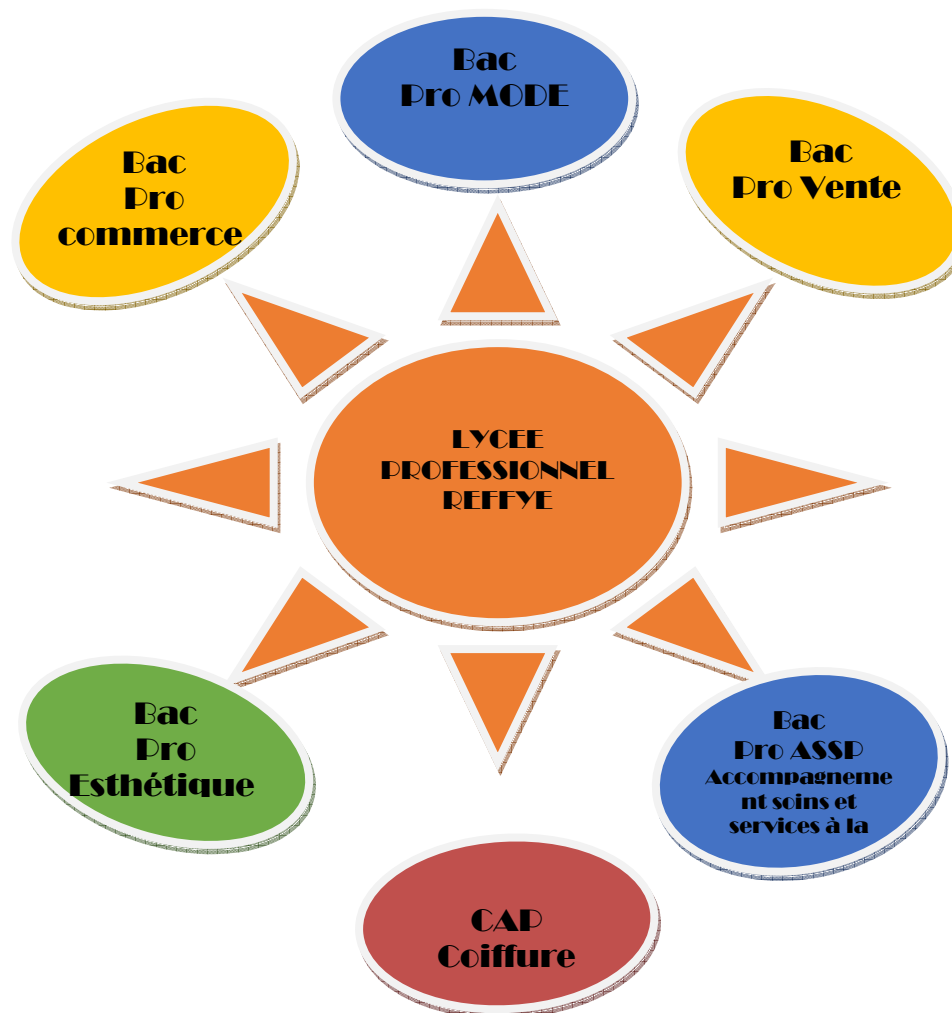 Bac
Pro MODE
Bac
Pro
commerce
Bac
Pro Vente
LYCEE
PROFESSIONNEL
REFFYE
Bac
Pro
Esthétique
Bac
Pro ASSP
Accompagneme
nt soins et
services à la
CAP
Coiffure